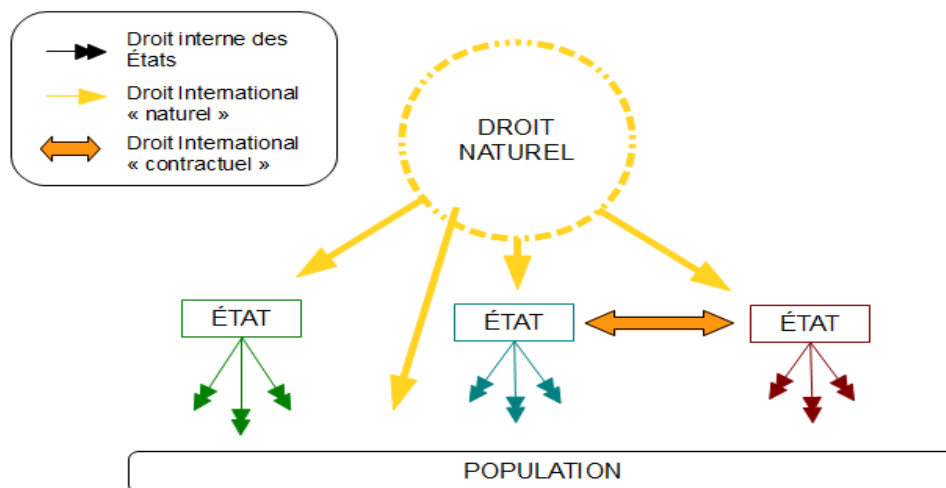 Droit interne des
États
Droit International
« naturel »
Droit International
« contractuel »
DROIT
NATUREL
ÉTAT
ÉTAT
ÉTAT
POPULATION